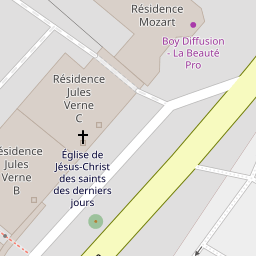 Résidence
Mozart
Boy Diffusion
- La Beauté
Pro
Résidence
Jules
Verne
C
Église de
Jésus-Christ
des saints
des derniers
jours
ésidence
Jules
Verne
B